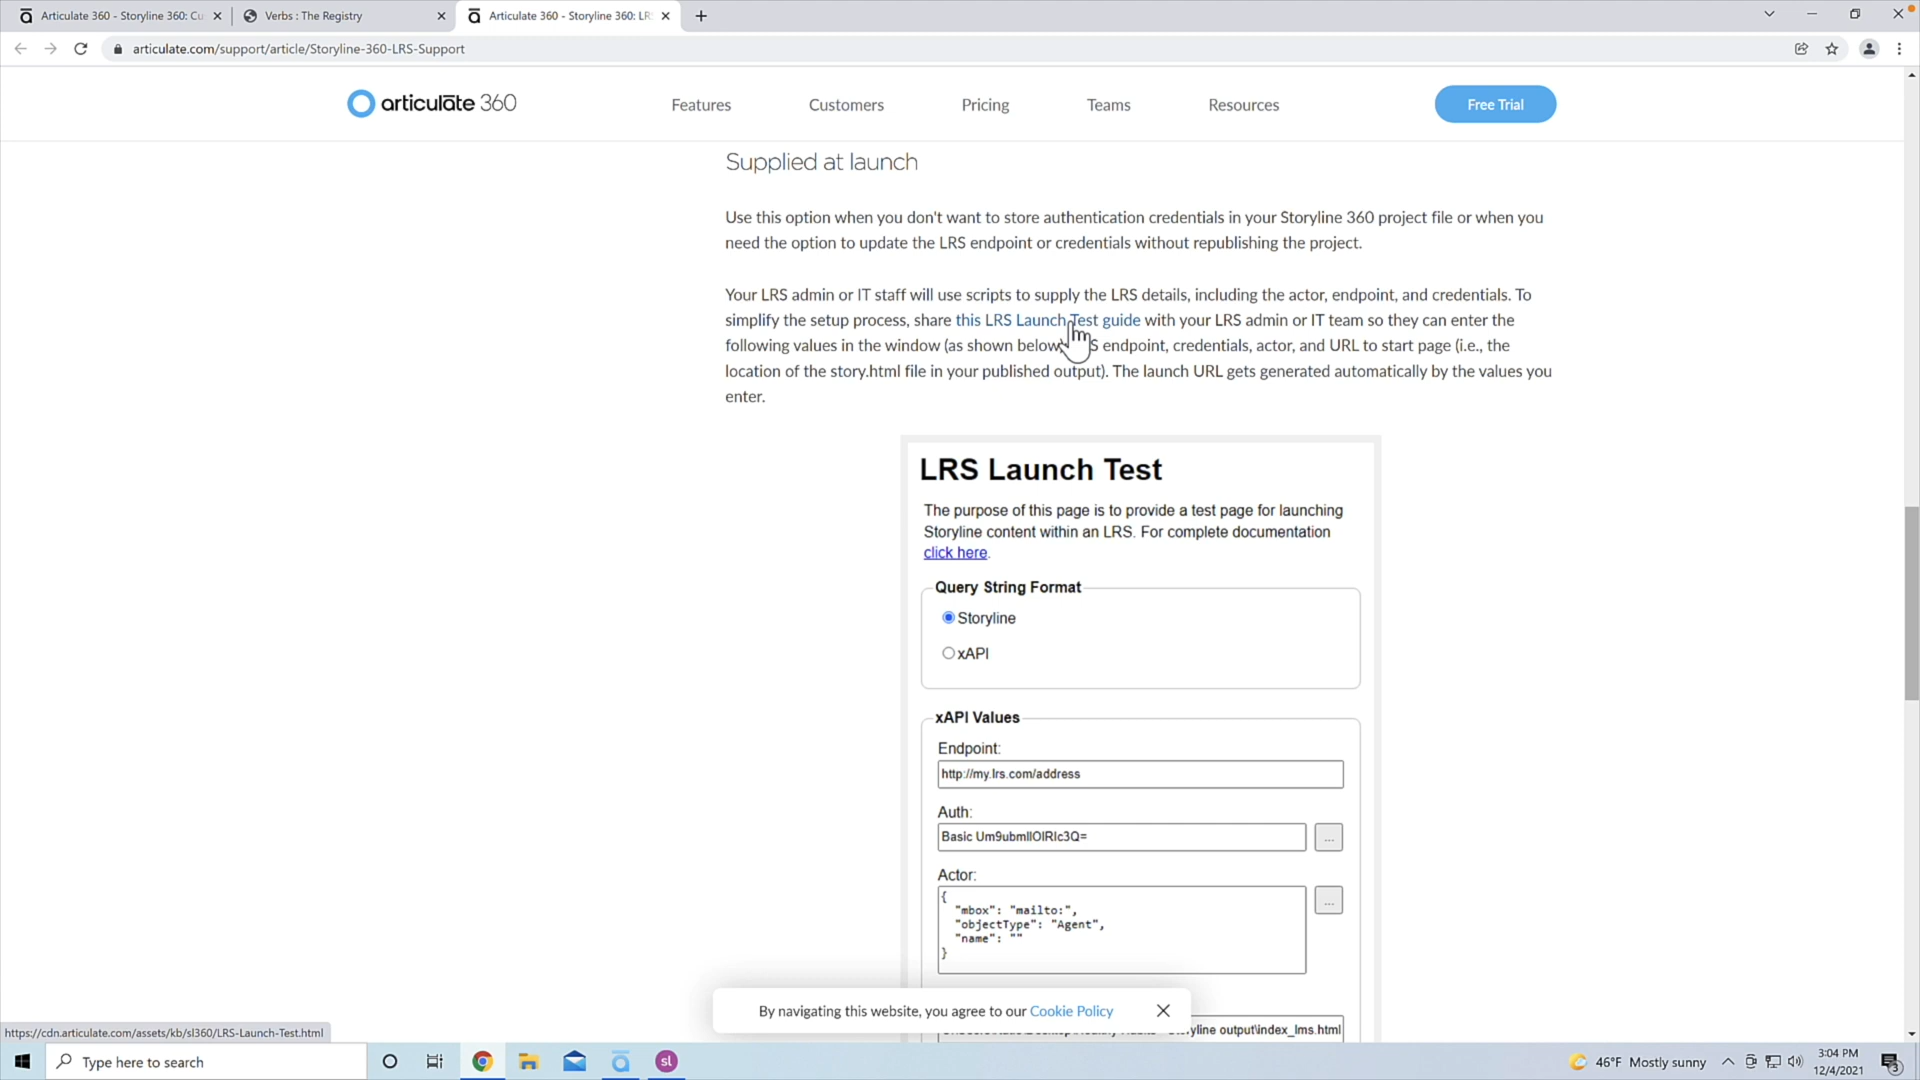 Articulate 360 - Storyline 360: Cu
Verbs : The Registry
Articulate 360 - Storyline 360: LR
articulate.com/support/article/Storyline-360-LRS-Support
articulāte 360
Features
Customers
Pricing
Teams
Resources
Free Trial
Supplied at launch
Use this option when you don't want to store authentication credentials in your Storyline 360 project file or when you
need the option to update the LRS endpoint or credentials without republishing the project.
Your LRS admin or IT staff will use scripts to supply the LRS details, including the actor, endpoint, and credentials. To
simplify the setup process, share this LRS Launch Test guide with your LRS admin or IT team so they can enter the
following values in the window (as shown below S endpoint, credentials, actor, and URL to start page (i.e., the
location of the story.html file in your published output). The launch URL gets generated automatically by the values you
enter.
LRS Launch Test
The purpose of this page is to provide a test page for launching
Storyline content within an LRS. For complete documentation
click here.
Query String Format
Storyline
xAPI
xAPI Values
Endpoint:
http://my.lrs.com/address
Auth:
...
Actor:
...
{
"mbox": "mailto:",
"objectType": "Agent",
"name": ""
}
By navigating this website, you agree to our Cookie Policy
yline output\index_lms.html
https://cdn.articulate.com/assets/kb/sl360/LRS-Launch-Test.html
Type here to search
sl
46°F Mostly sunny
3:04 PM
12/4/2021
3